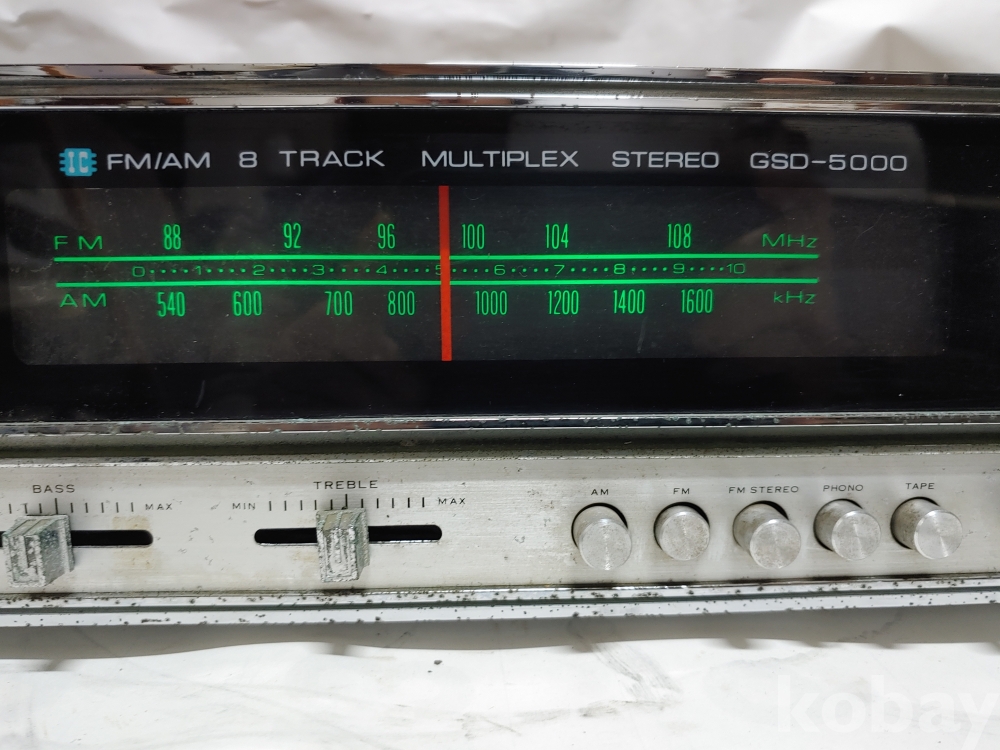 IC FM/AM 8 TRACK MULTIPLEX STEREO GSD-5000
FM 88 92 96 100 104 108 MHz
0 1 2 3 4 5 6 7 8 9 10
AM 540 600 700 800 1000 1200 1400 1600 kHz
BASS TREBLE AM FM FM STEREO PHONO TAPE
MAX MIN MAX
kobay